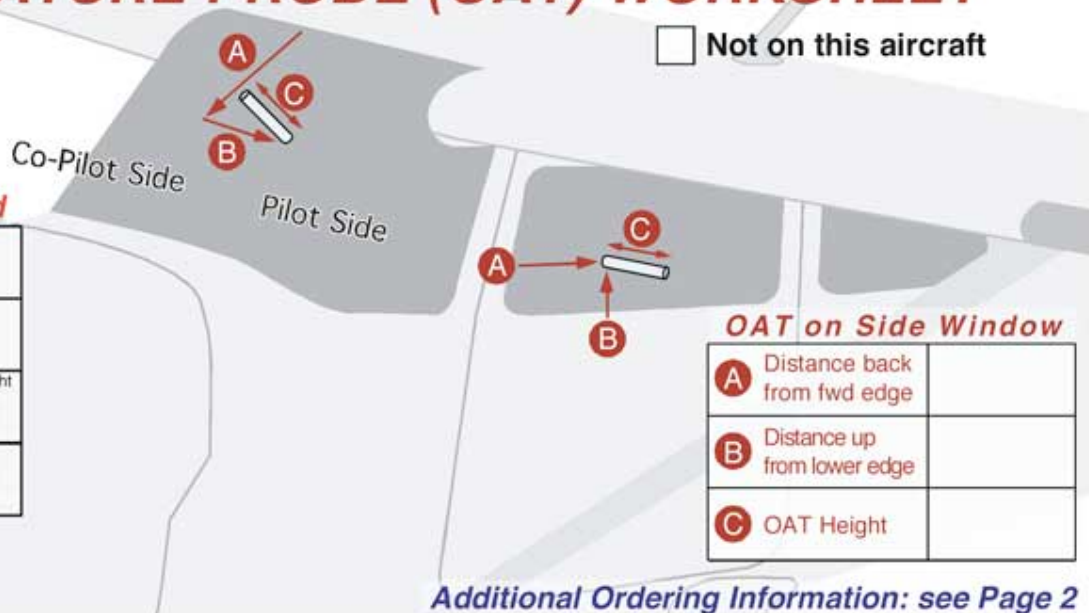 Not on this aircraft
A
C
B
Co-Pilot Side
Pilot Side
C
A
B
OAT on Side Window
A Distance back
from fwd edge
B Distance up
from lower edge
C OAT Height
Additional Ordering Information: see Page 2